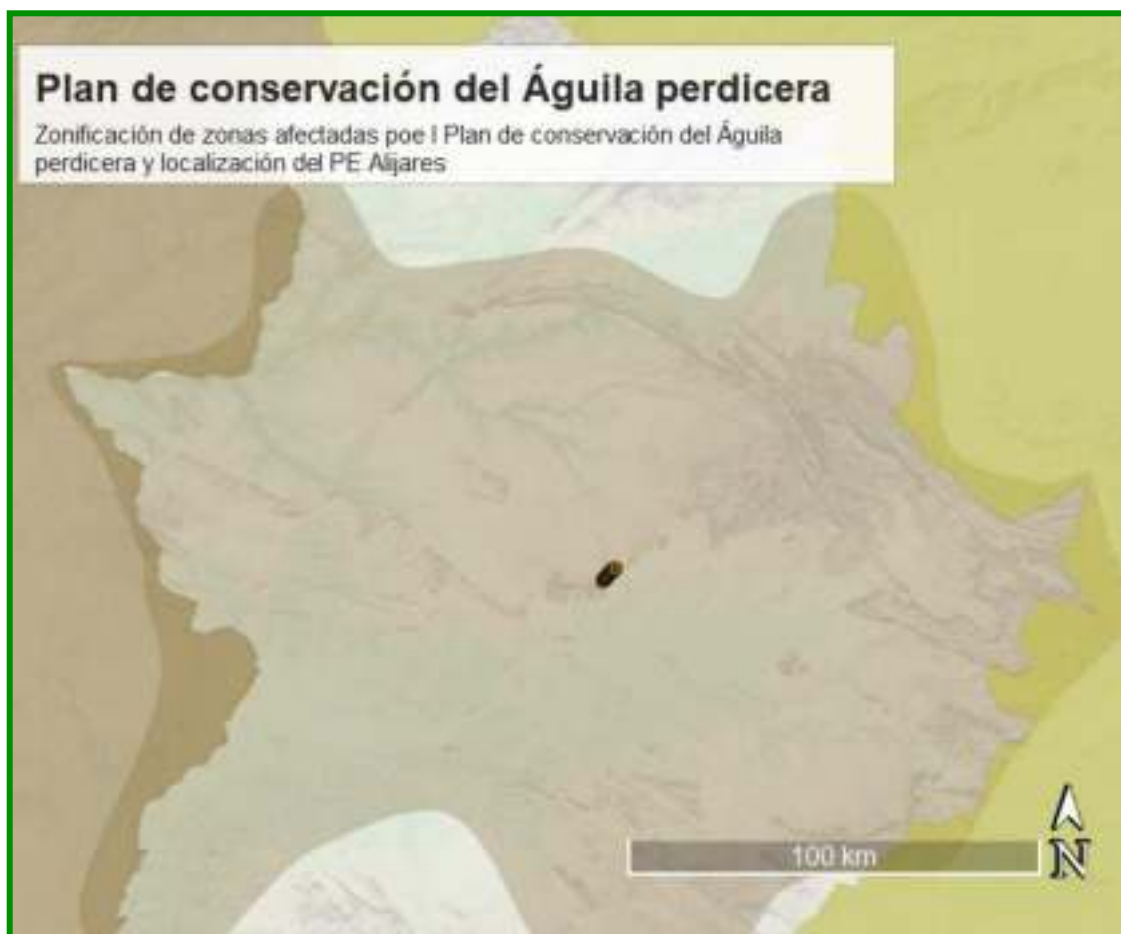 Plan de conservación del Águila perdicera
Zonificación de zonas afectadas poe l Plan de conservación del Águila
perdicera y localización del PE Alijares
100 km
N